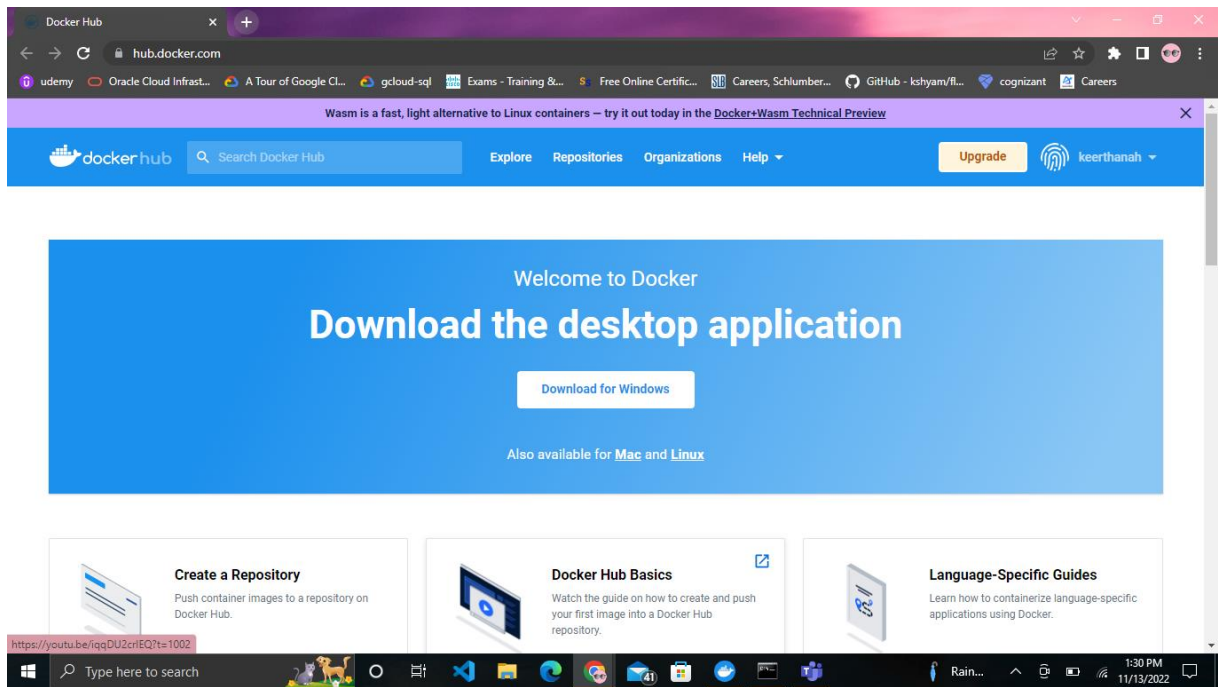 Docker Hub
hub.docker.com
udemy Oracle Cloud Infrast... A Tour of Google Cl... gcloud-sql Exams - Training &... Free Online Certific... Careers, Schlumber... GitHub - kshyam/fl... cognizant Careers
Wasm is a fast, light alternative to Linux containers – try it out today in the Docker+Wasm Technical Preview
dockerhub Search Docker Hub Explore Repositories Organizations Help Upgrade keerthanah
Welcome to Docker
Download the desktop application
Download for Windows
Also available for Mac and Linux
Create a Repository
Push container images to a repository on
Docker Hub.
Docker Hub Basics
Watch the guide on how to create and push
your first image into a Docker Hub
repository.
Language-Specific Guides
Learn how to containerize language-specific
applications using Docker.
https://youtu.be/iqqDU2crIEQ?t=1002
Type here to search 41 Rain... 1:30 PM
11/13/2022